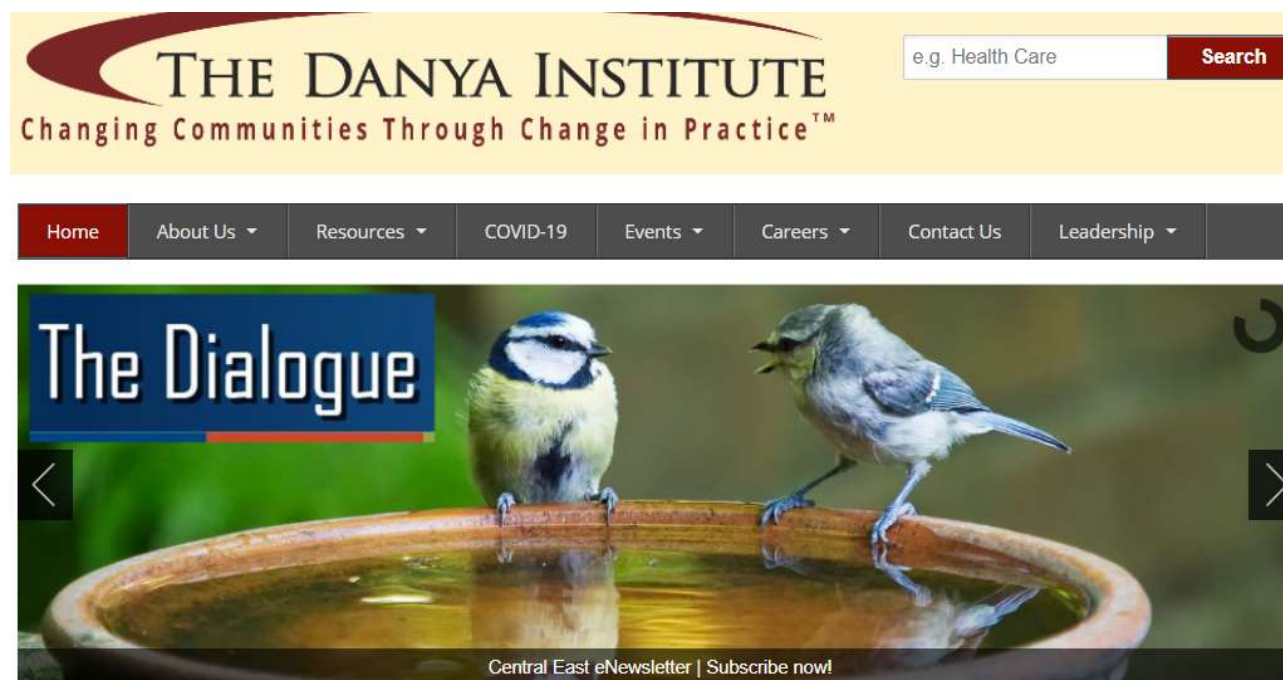 THE DANYA INSTITUTE
Changing Communities Through Change in Practice™
e.g. Health Care Search
Home About Us Resources COVID-19 Events Careers Contact Us Leadership
The Dialogue
Central East eNewsletter | Subscribe now!